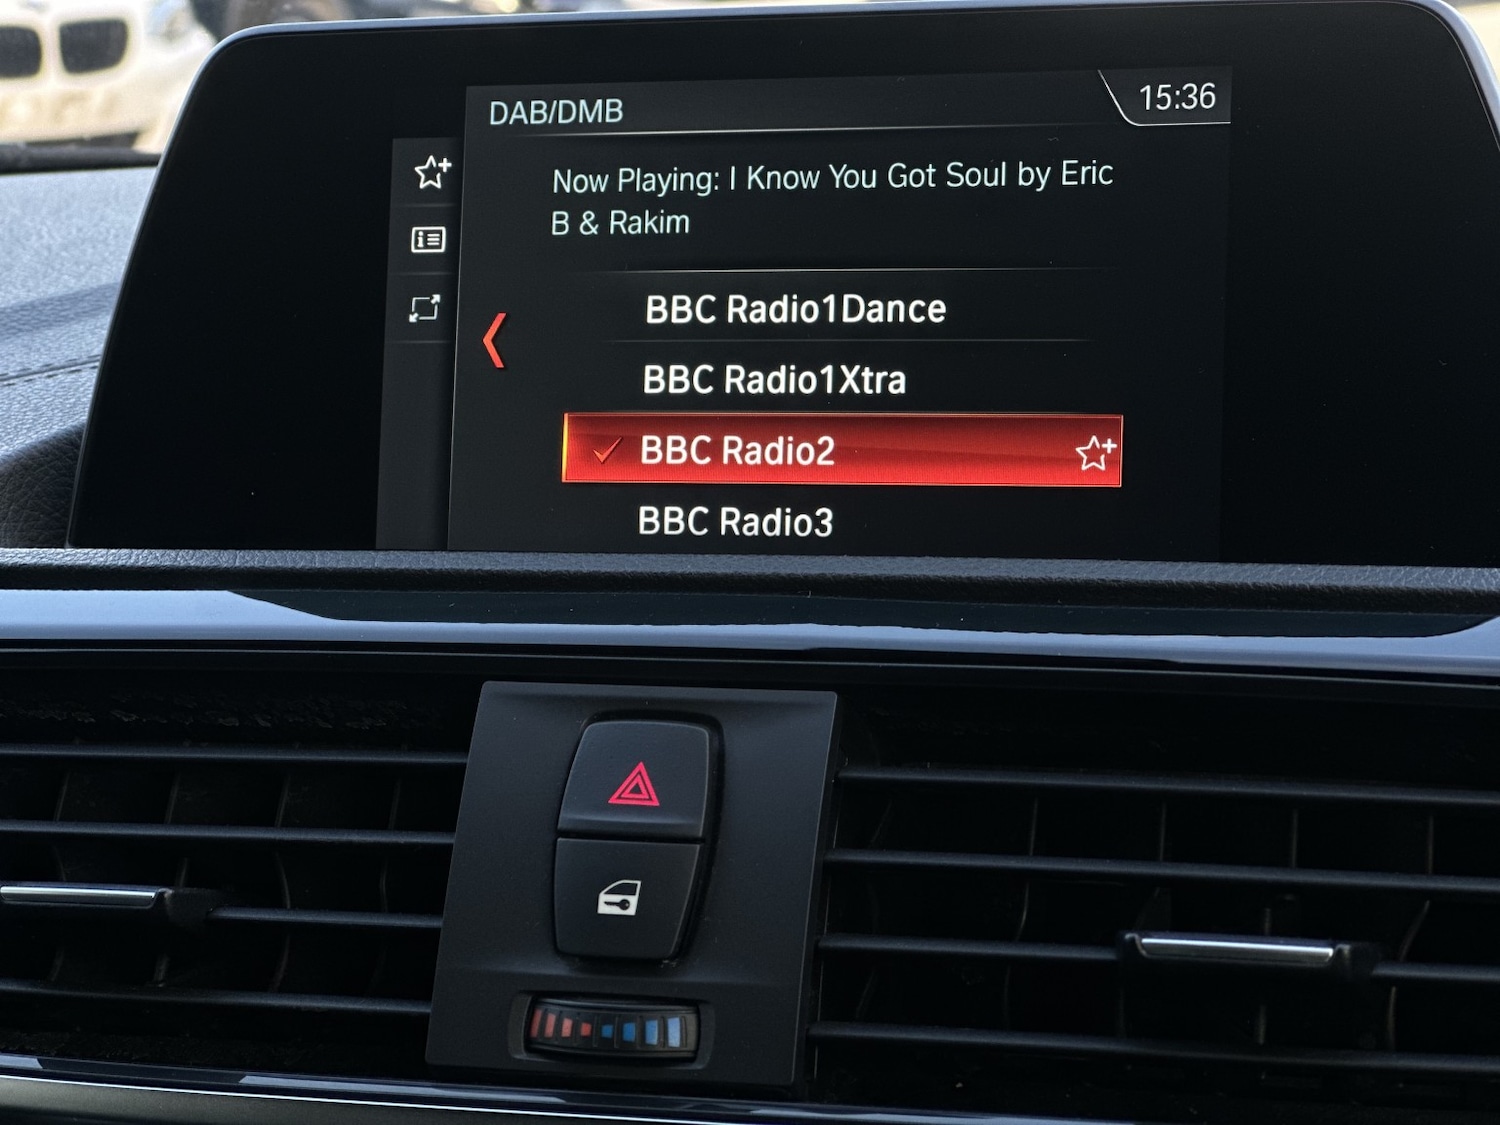 DAB/DMB
15:36
Now Playing: I Know You Got Soul by Eric
B & Rakim
BBC Radio1Dance
BBC Radio1Xtra
BBC Radio2
BBC Radio3